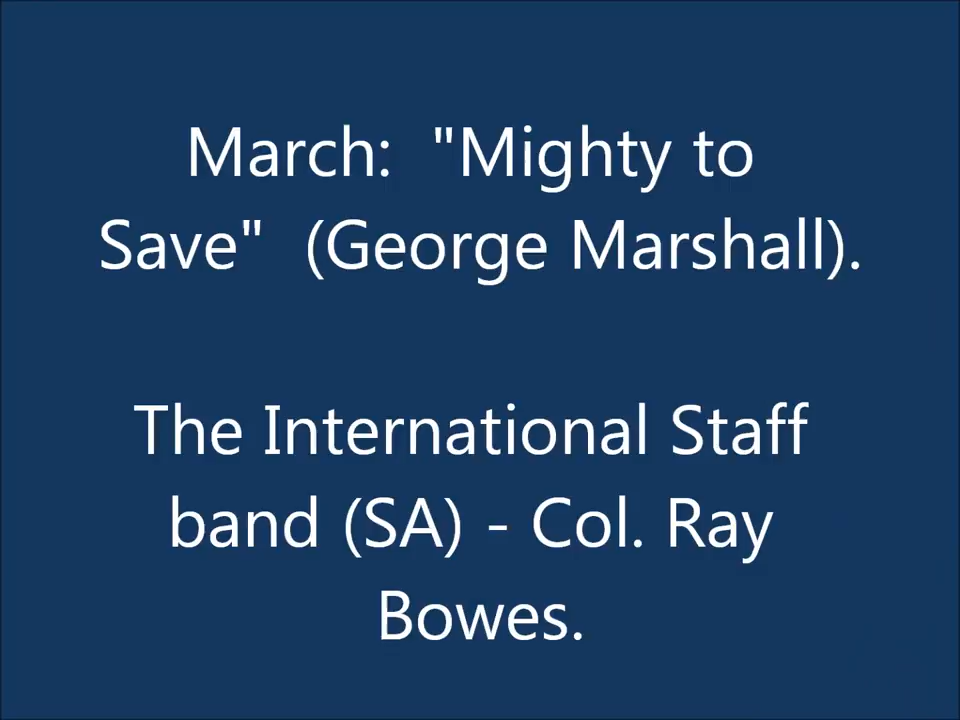 March:  "Mighty to
Save"  (George Marshall).
The International Staff
band (SA) - Col. Ray
Bowes.